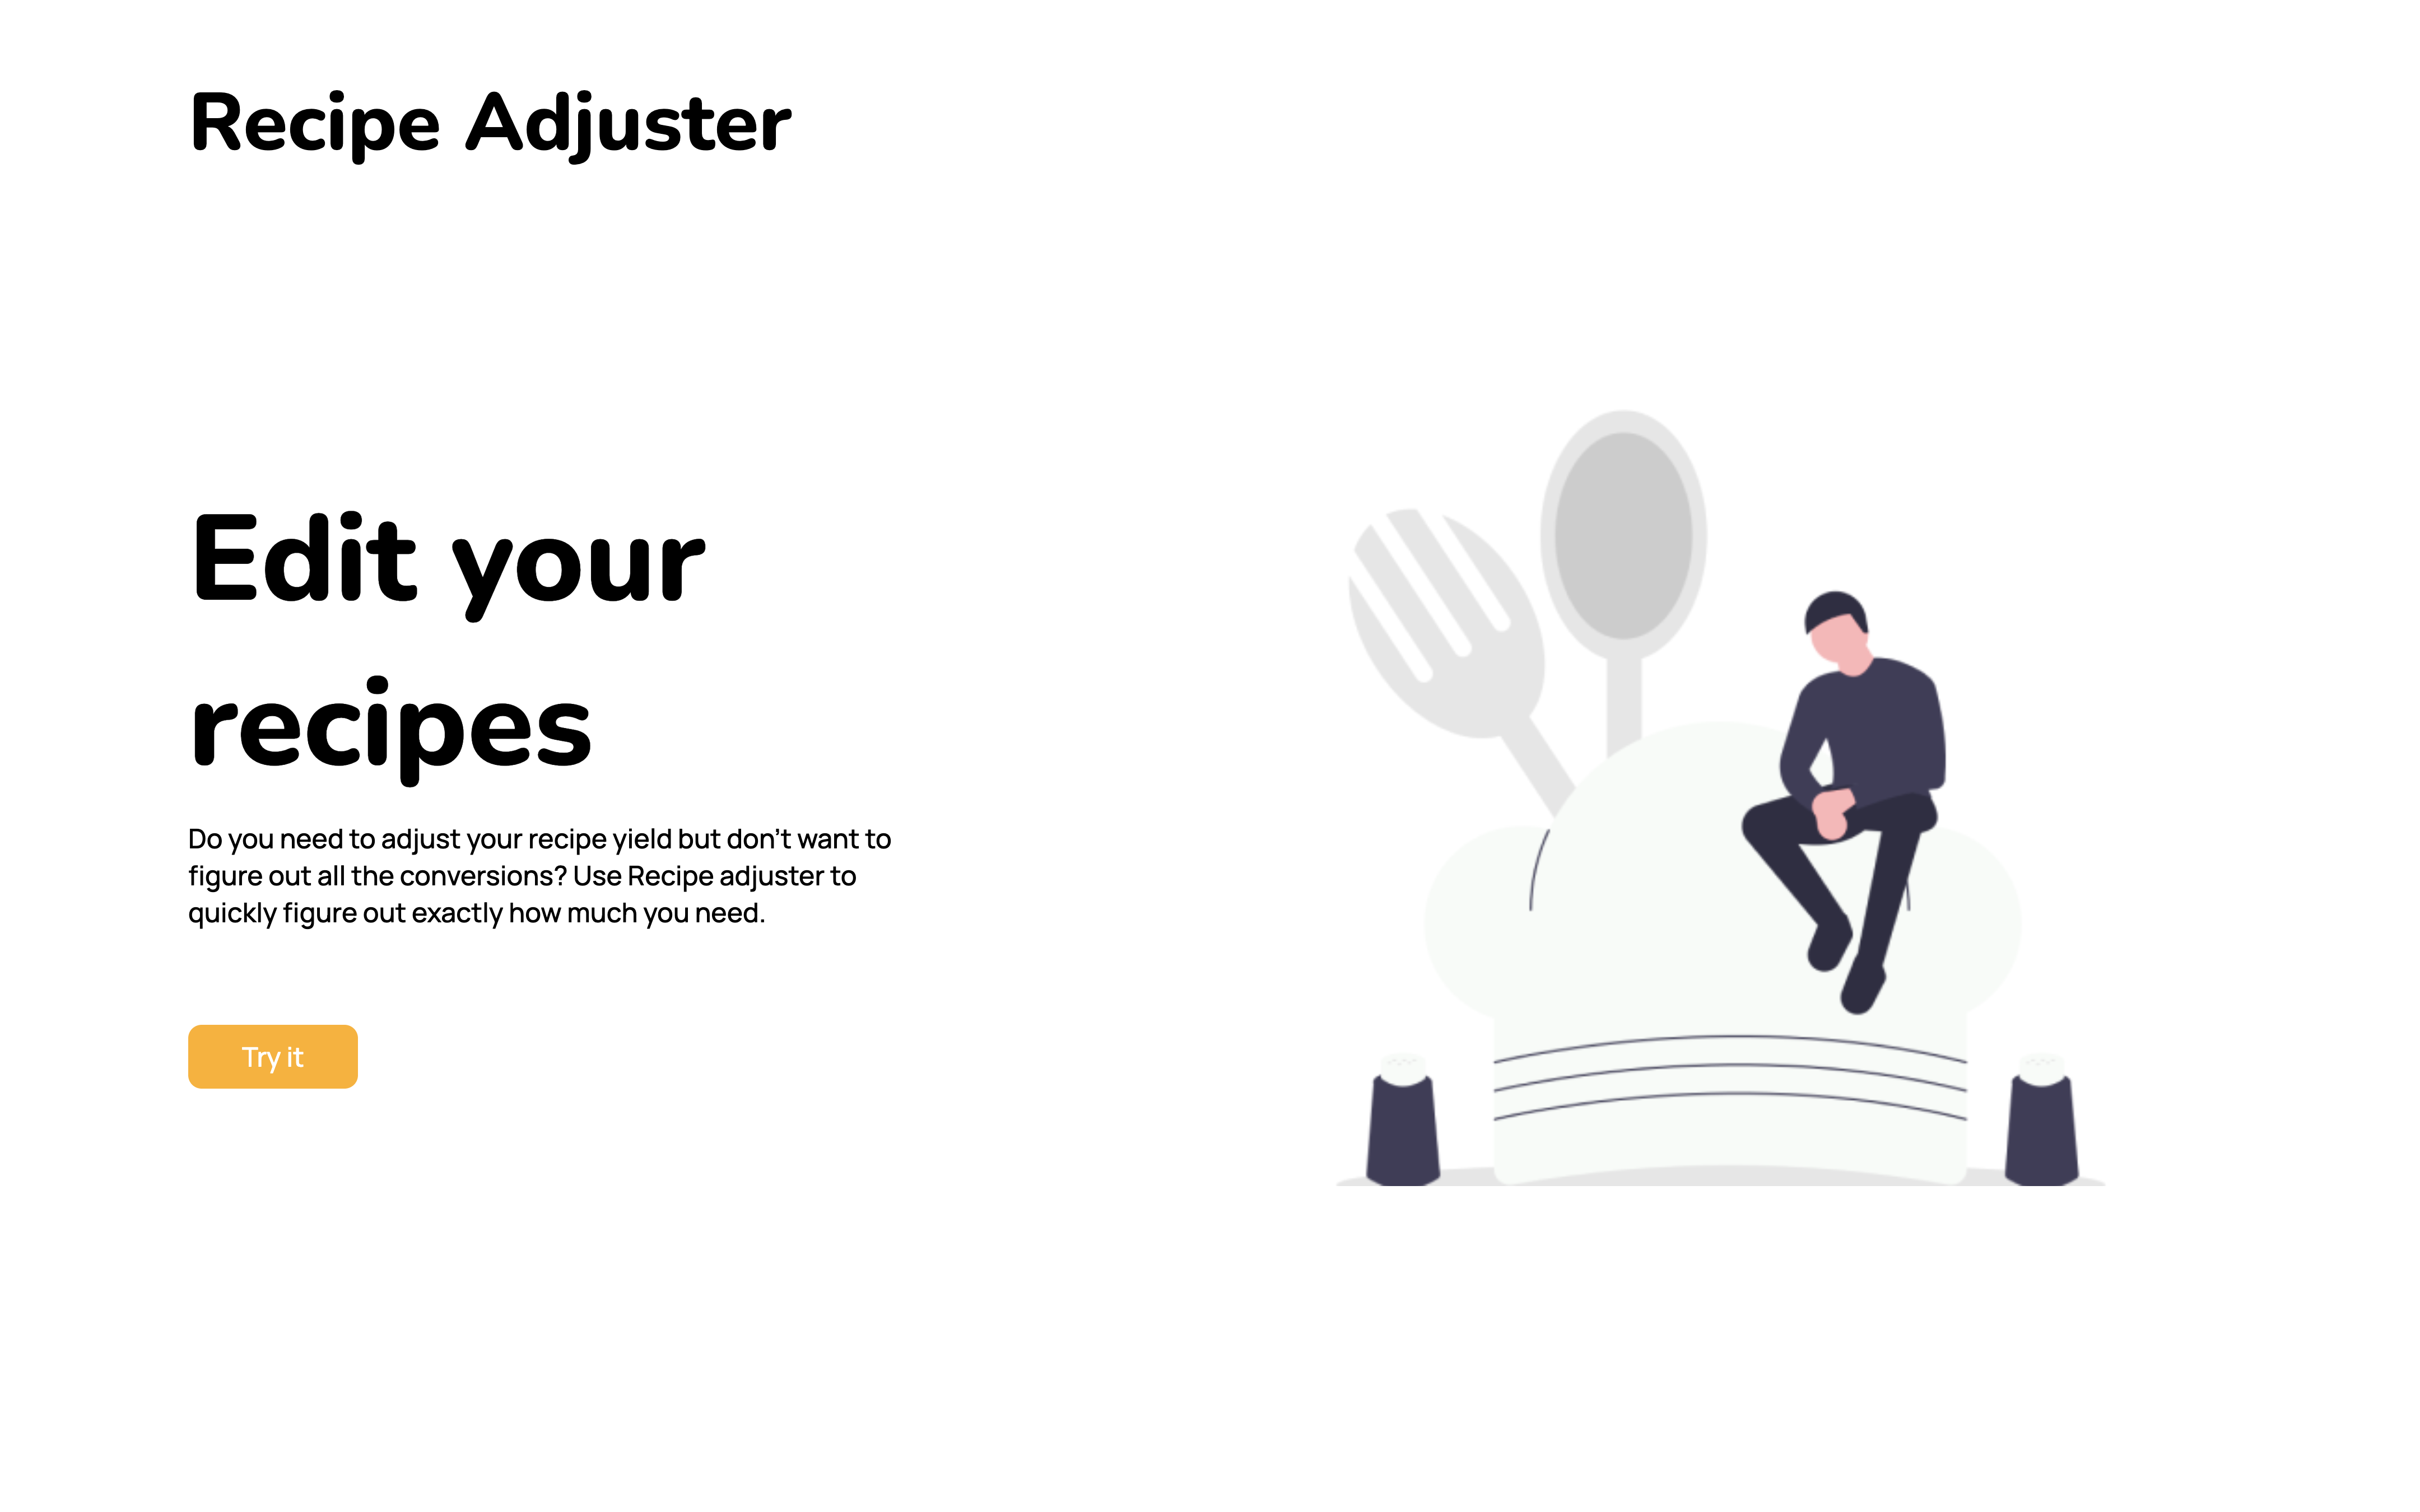 Recipe Adjuster
Edit your
recipes
Do you need to adjust your recipe yield but don't want to
figure out all the conversions? Use Recipe adjuster to
quickly figure out exactly how much you need.
Try it